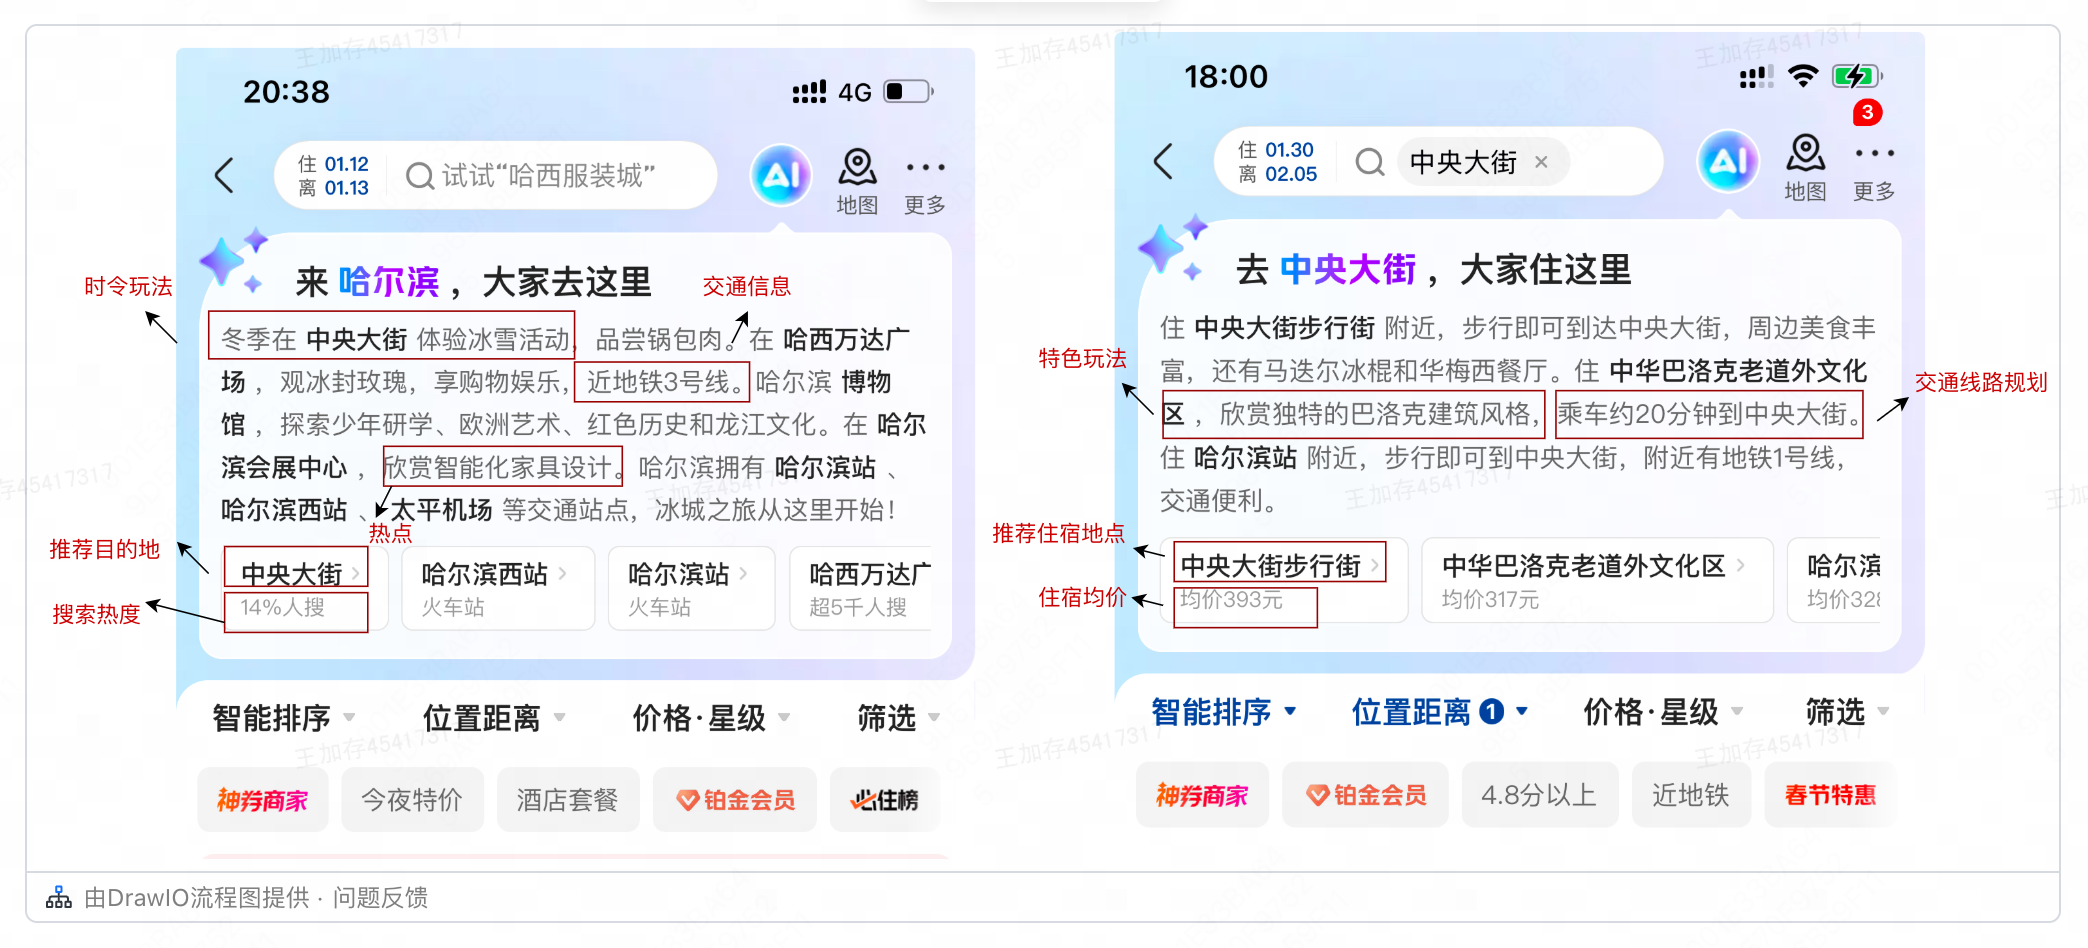 20:38
4G
住 01.12
离 01.13
试试“哈西服装城”
AI
地图
更多
来 哈尔滨 ，大家去这里
时令玩法
交通信息
冬季在 中央大街 体验冰雪活动，品尝锅包肉。在 哈西万达广
场 ，观冰封玫瑰，享购物娱乐，近地铁3号线。哈尔滨 博物
馆 ，探索少年研学、欧洲艺术、红色历史和龙江文化。在 哈尔
滨会展中心 ，欣赏智能化家具设计。哈尔滨拥有 哈尔滨站 、
哈尔滨西站 、 太平机场 等交通站点，冰城之旅从这里开始！
热点
推荐目的地
搜索热度
中央大街
14%人搜
哈尔滨西站
火车站
哈尔滨站
火车站
哈西万达广
超5千人搜
智能排序
位置距离
价格·星级
筛选
神券商家
今夜特价
酒店套餐
铂金会员
必住榜
18:00
3
住 01.30
离 02.05
中央大街 ×
AI
地图
更多
去 中央大街 ，大家住这里
住 中央大街步行街 附近，步行即可到达中央大街，周边美食丰
富，还有马迭尔冰棍和华梅西餐厅。住 中华巴洛克老道外文化
区 ，欣赏独特的巴洛克建筑风格，乘车约20分钟到中央大街。
住 哈尔滨站 附近，步行即可到中央大街，附近有地铁1号线，
交通便利。
特色玩法
交通线路规划
推荐住宿地点
住宿均价
中央大街步行街
均价393元
中华巴洛克老道外文化区
均价317元
哈尔滨
均价328
智能排序
位置距离 1
价格·星级
筛选
神券商家
铂金会员
4.8分以上
近地铁
春节特惠
由DrawIO流程图提供 · 问题反馈
王加存45417317